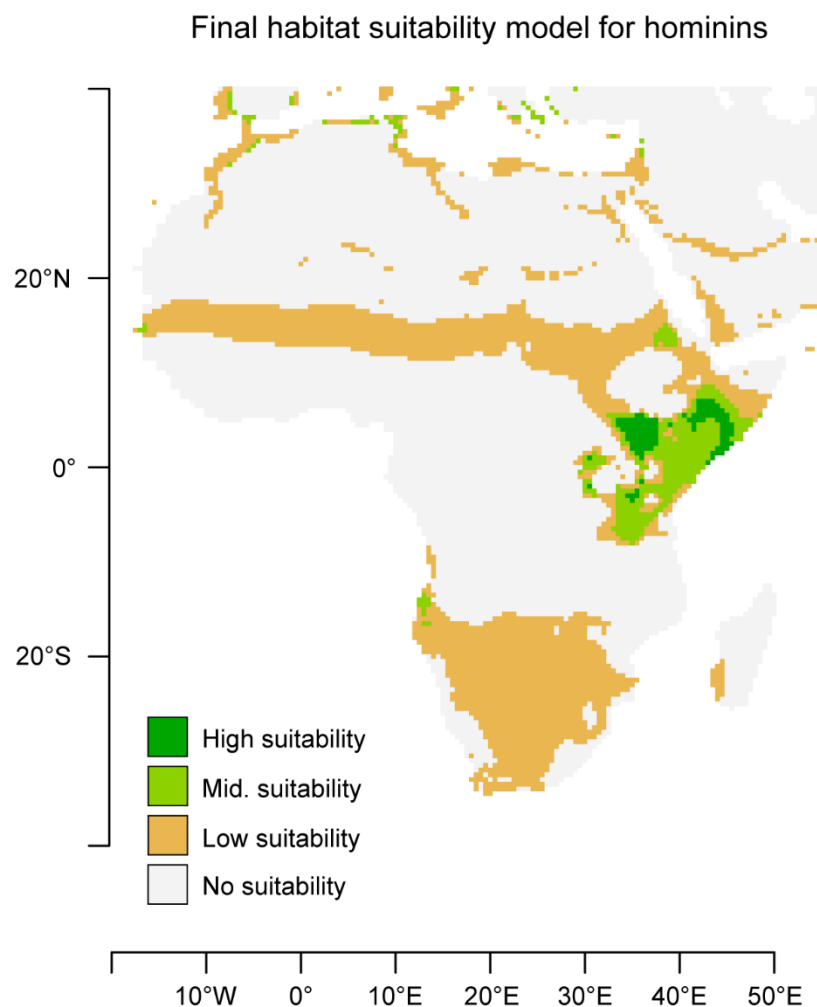 Final habitat suitability model for hominins
20°N
0°
20°S
High suitability
Mid. suitability
Low suitability
No suitability
10°W 0° 10°E 20°E 30°E 40°E 50°E